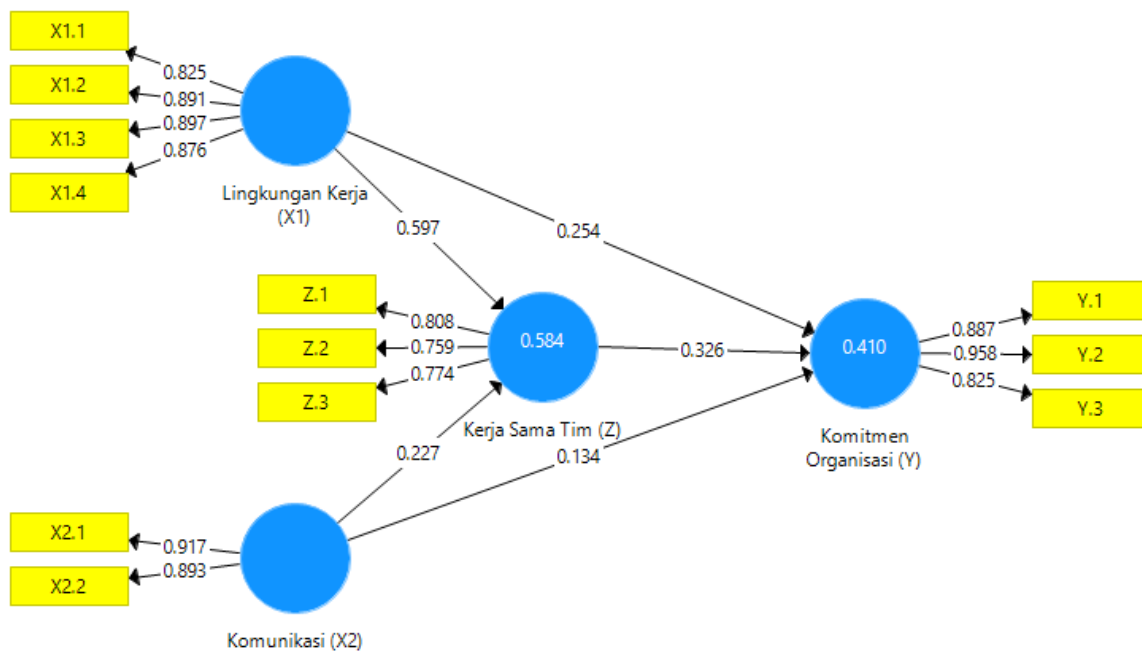 X1.1
X1.2
X1.3
X1.4
0.825
0.891
0.897
0.876
Lingkungan Kerja
(X1)
0.597
0.254
Z.1
Z.2
Z.3
0.808
0.759
0.774
0.584
Kerja Sama Tim (Z)
0.326
0.410
Komitmen
Organisasi (Y)
0.887
0.958
0.825
Y.1
Y.2
Y.3
0.227
0.134
X2.1
X2.2
0.917
0.893
Komunikasi (X2)